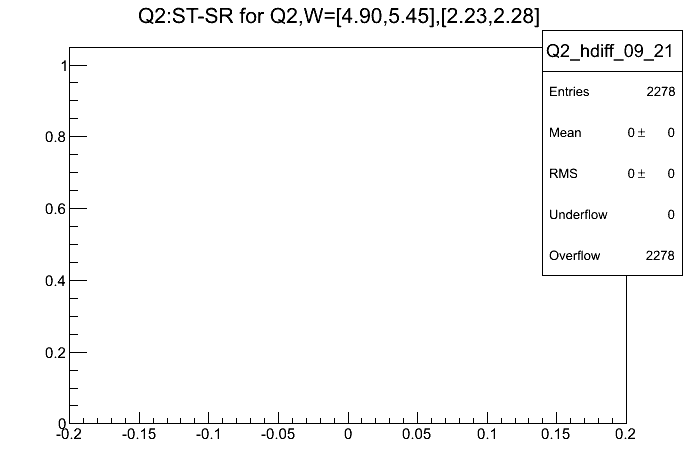 Q2:ST-SR for Q2,W=[4.90,5.45],[2.23,2.28]
Q2_hdiff_09_21
Entries 2278
Mean 0 ± 0
RMS 0 ± 0
Underflow 0
Overflow 2278
1
0.8
0.6
0.4
0.2
0
-0.2 -0.15 -0.1 -0.05 0 0.05 0.1 0.15 0.2